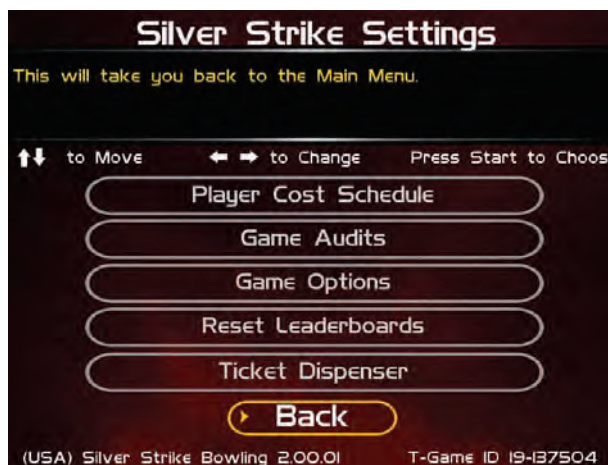 Silver Strike Settings
This will take you back to the Main Menu.
to Move to Change Press Start to Choos
Player Cost Schedule
Game Audits
Game Options
Reset Leaderboards
Ticket Dispenser
Back
(USA) Silver Strike Bowling 2.00.01 T-Game ID 19-137504